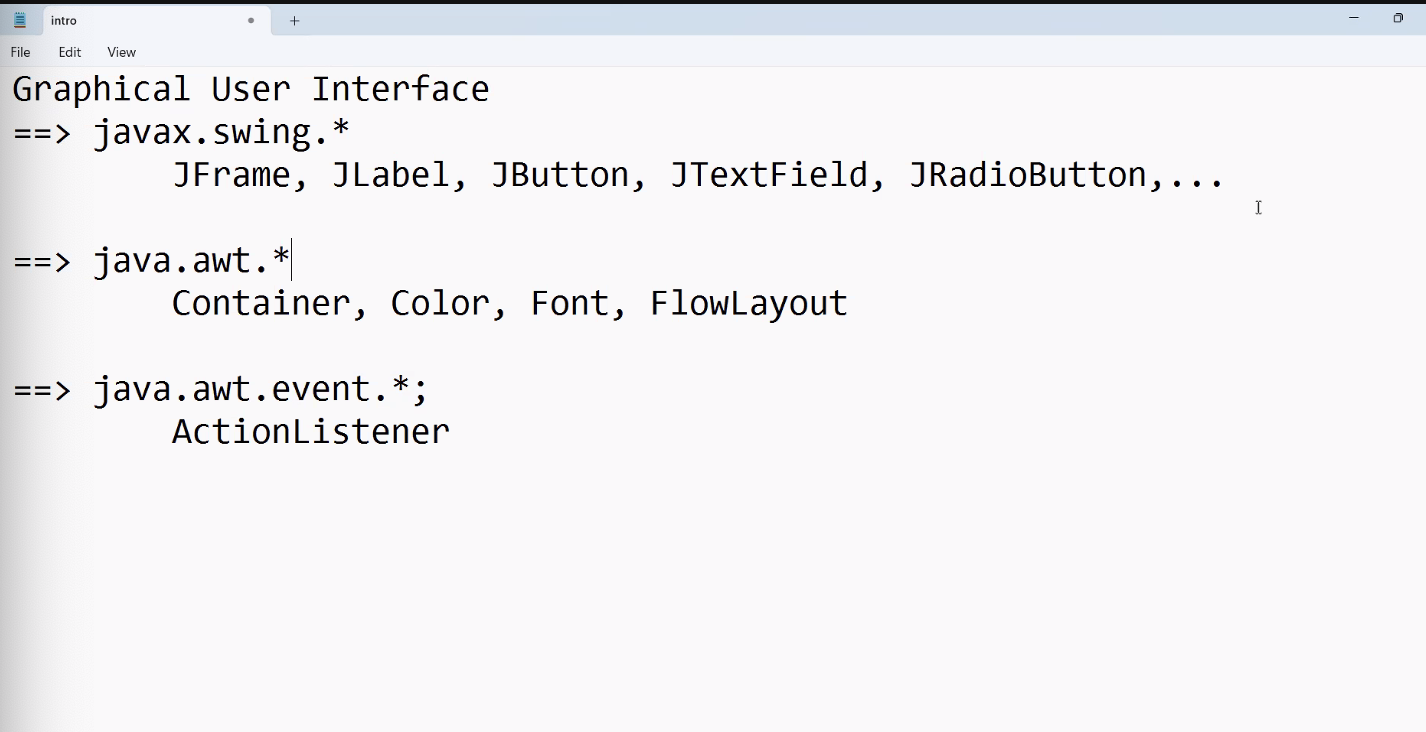 intro
File Edit View
Graphical User Interface
==> javax.swing.*
JFrame, JLabel, JButton, JTextField, JRadioButton,...
==> java.awt.*
Container, Color, Font, FlowLayout
==> java.awt.event.*;
ActionListener